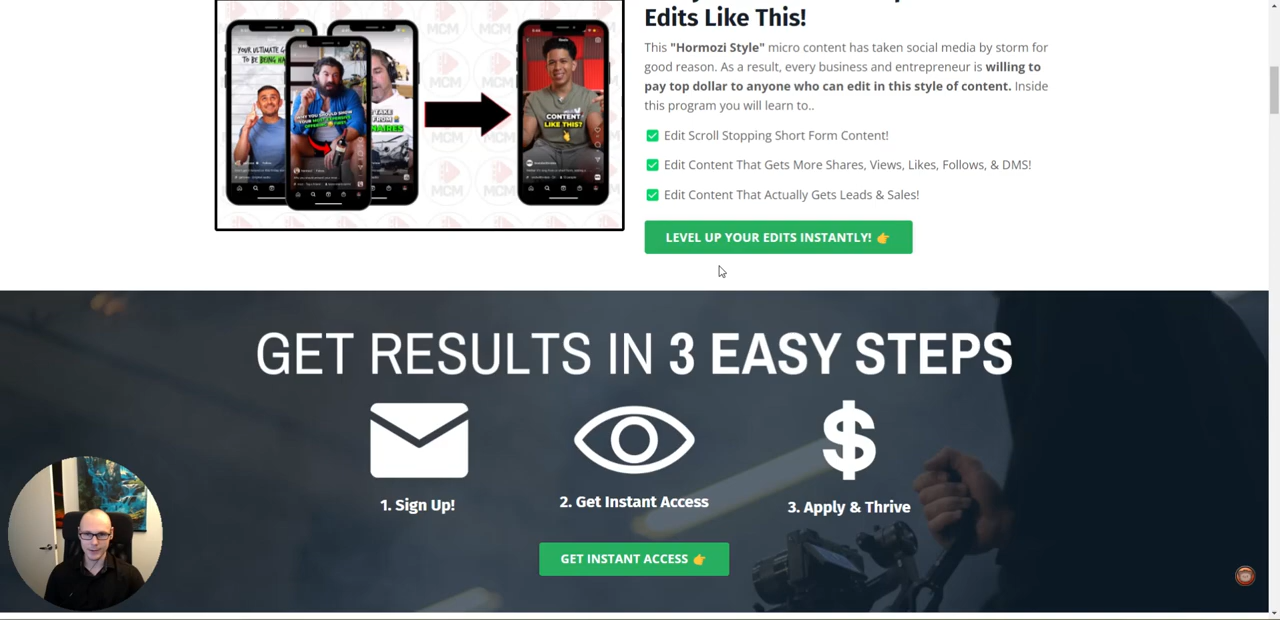 Edits Like This!
This "Hormozi Style" micro content has taken social media by storm for
good reason. As a result, every business and entrepreneur is willing to
pay top dollar to anyone who can edit in this style of content. Inside
this program you will learn to..
Edit Scroll Stopping Short Form Content!
Edit Content That Gets More Shares, Views, Likes, Follows, & DMS!
Edit Content That Actually Gets Leads & Sales!
LEVEL UP YOUR EDITS INSTANTLY!
MCM
CONTENT
LIKE THIS?
GET RESULTS IN 3 EASY STEPS
1. Sign Up!
2. Get Instant Access
3. Apply & Thrive
GET INSTANT ACCESS